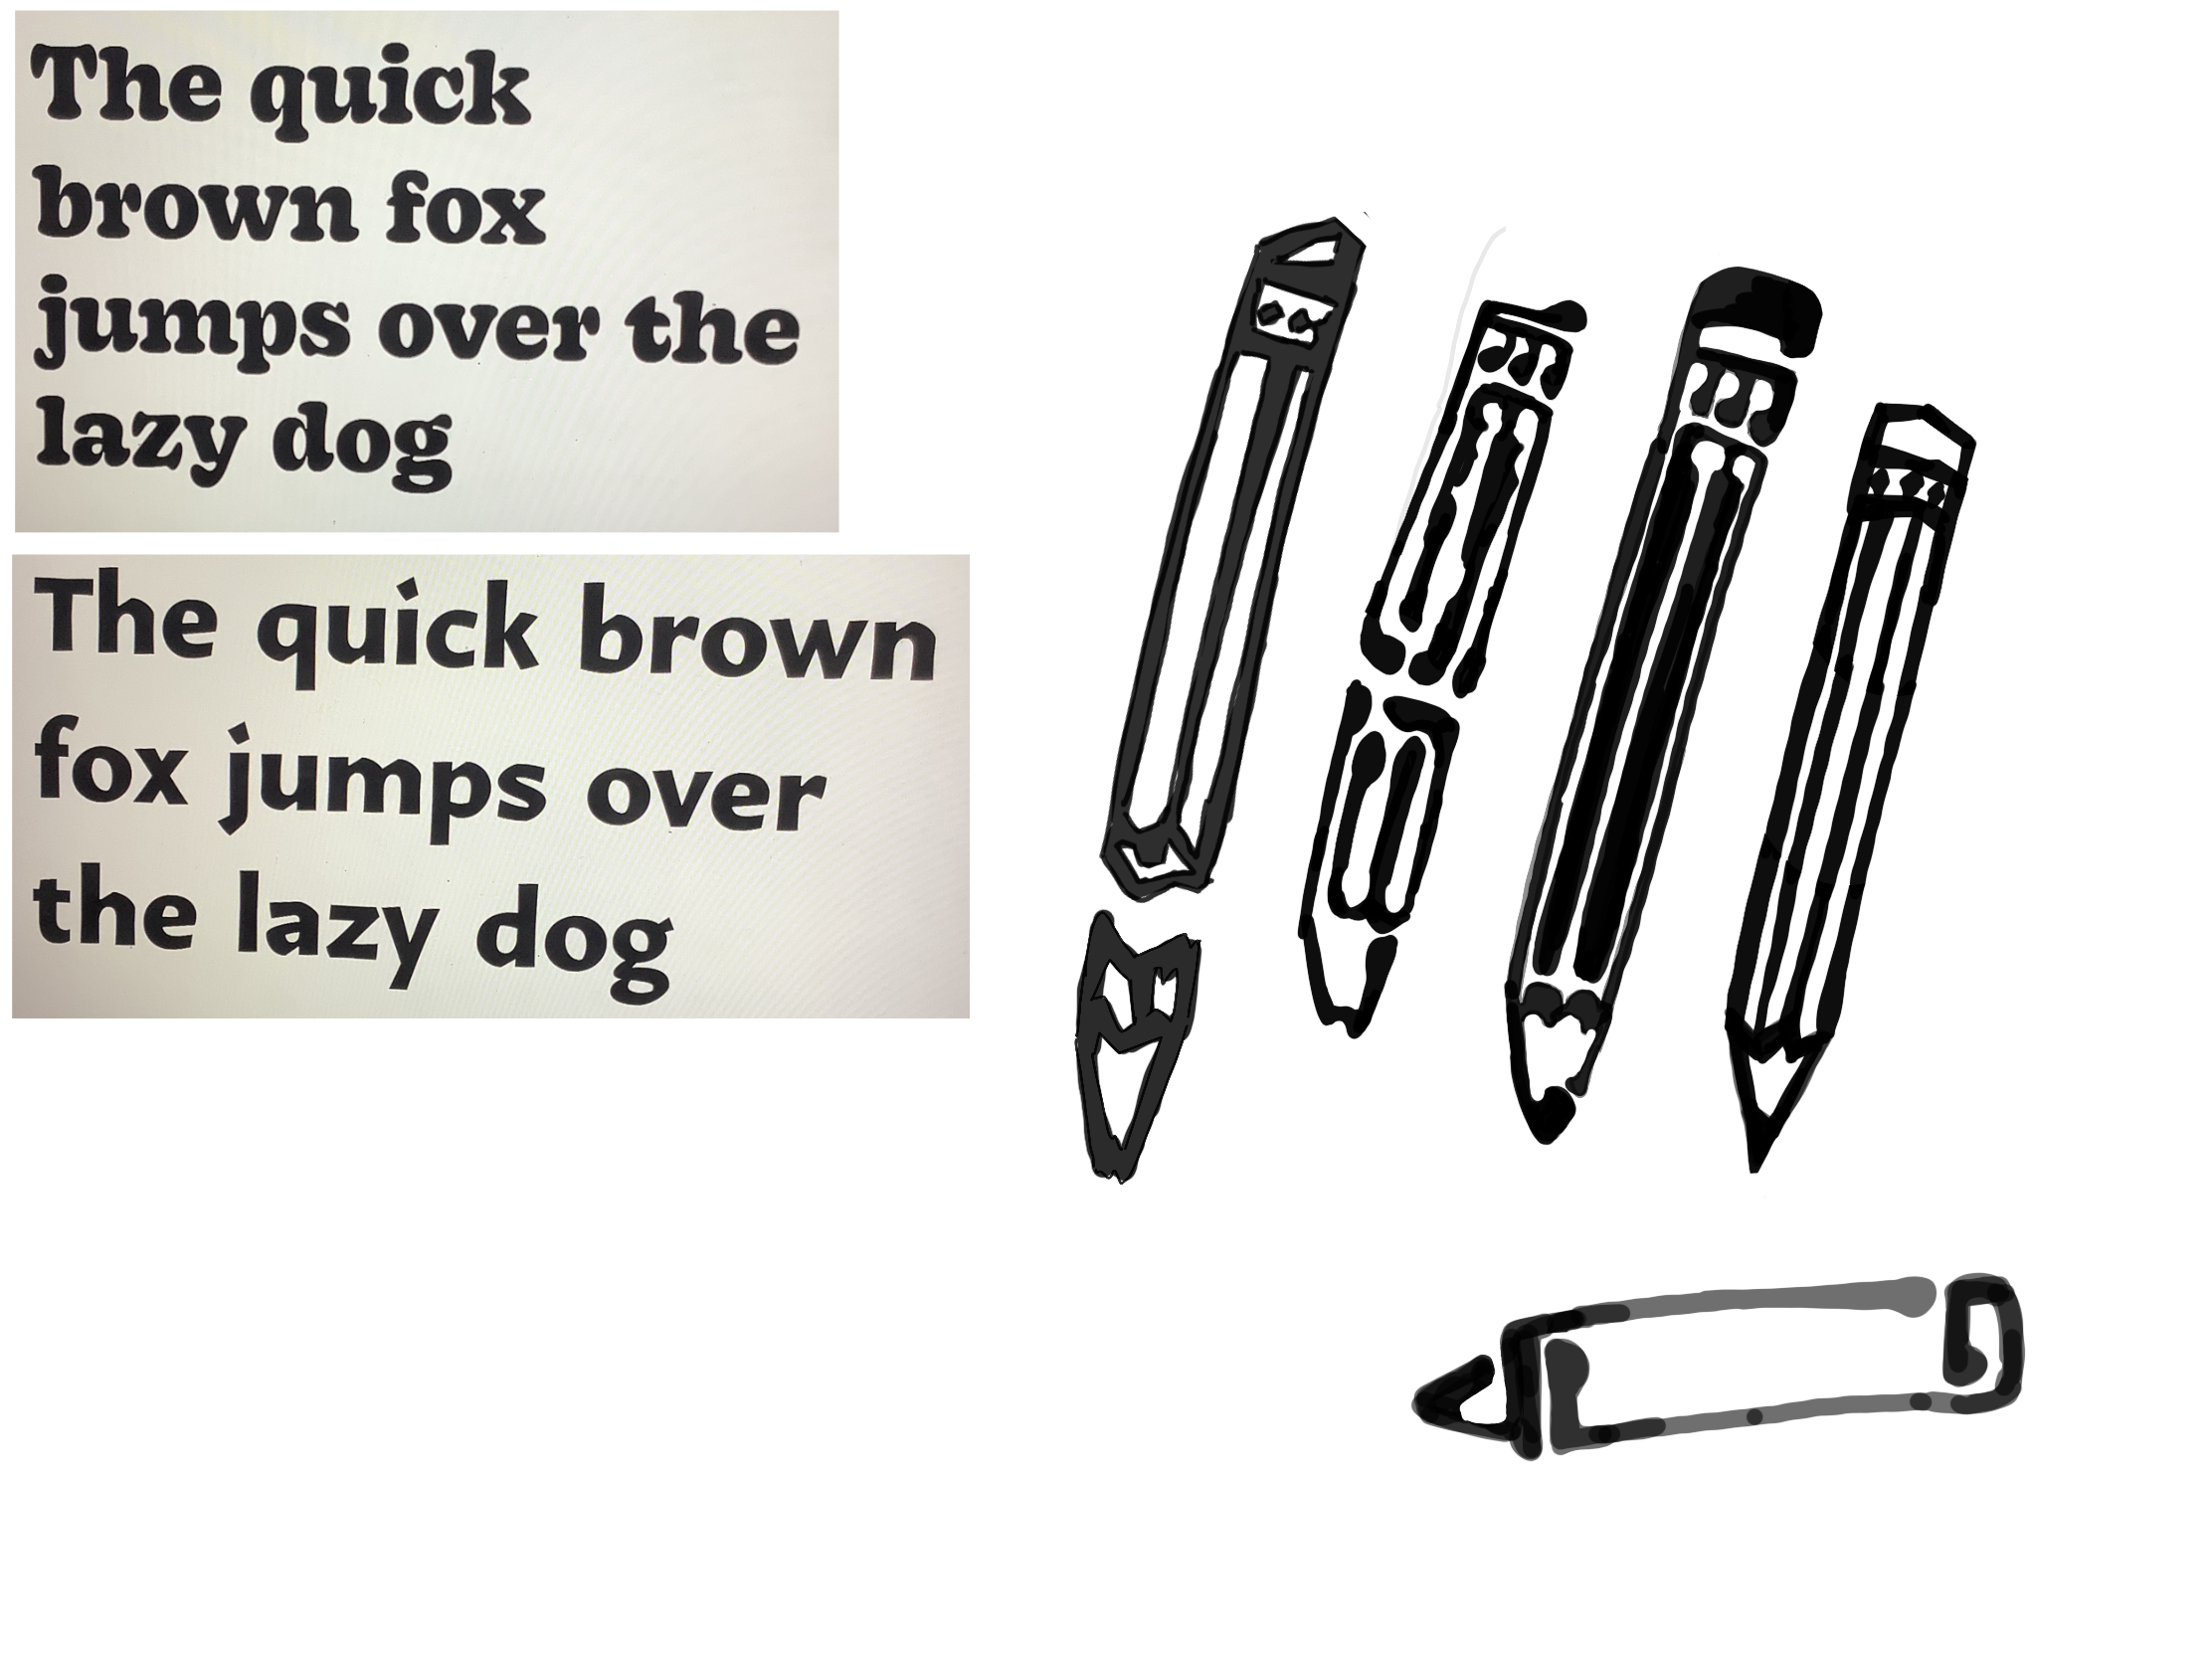 The quick
brown fox
jumps over the
lazy dog
The quick brown
fox jumps over
the lazy dog